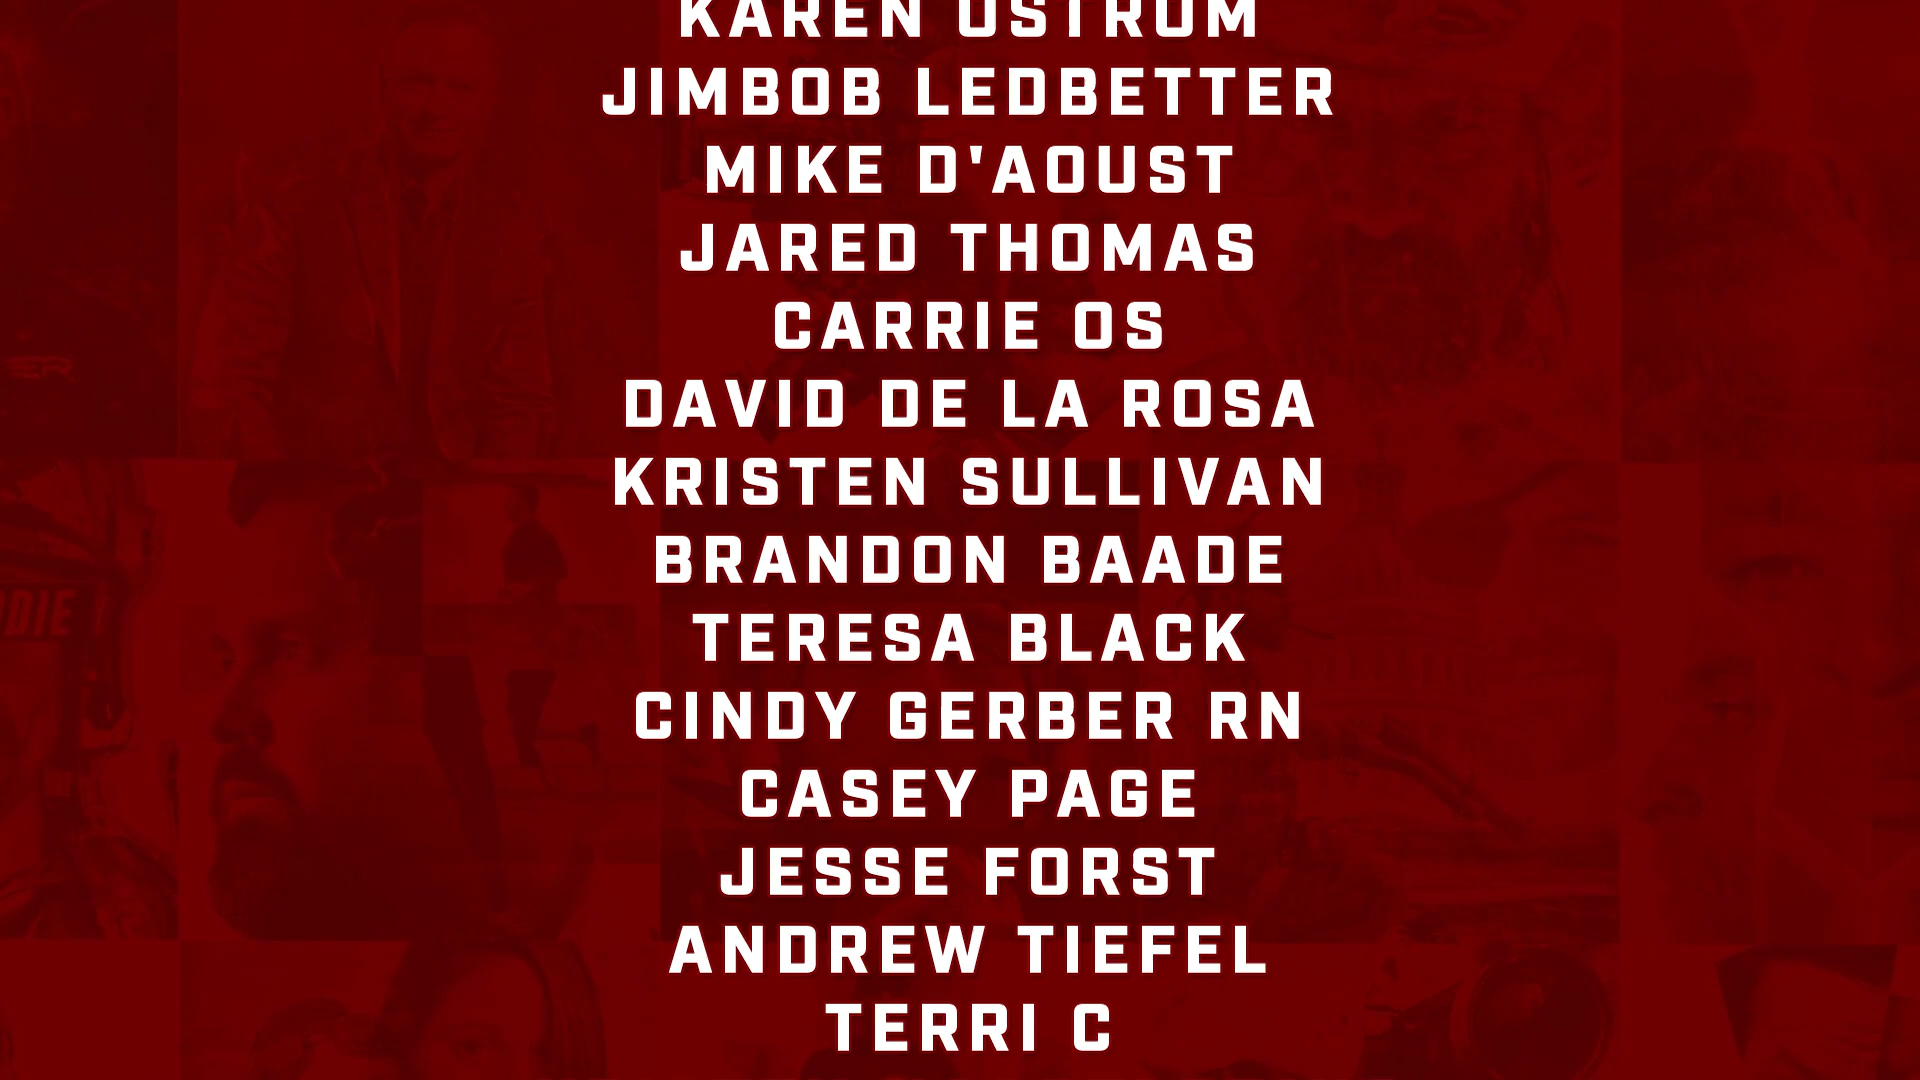 KAREN OSTROM
JIMBOB LEDBETTER
MIKE D'AOUST
JARED THOMAS
CARRIE OS
DAVID DE LA ROSA
KRISTEN SULLIVAN
BRANDON BAADE
TERESA BLACK
CINDY GERBER RN
CASEY PAGE
JESSE FORST
ANDREW TIEFEL
TERRI C